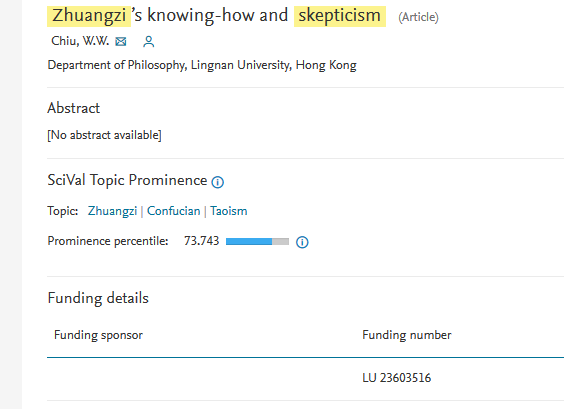 Zhuangzi's knowing-how and skepticism (Article)
Chiu, W.W.
Department of Philosophy, Lingnan University, Hong Kong
Abstract
[No abstract available]
SciVal Topic Prominence
Topic: Zhuangzi | Confucian | Taoism
Prominence percentile: 73.743
Funding details
Funding sponsor Funding number
LU 23603516